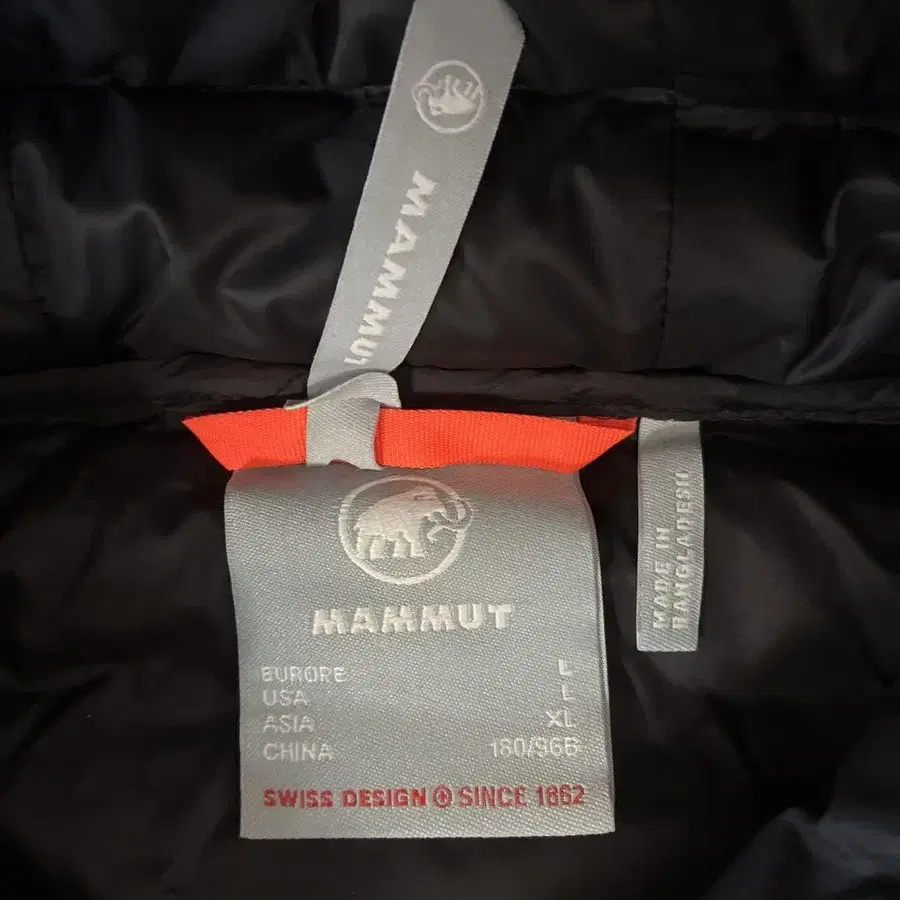 MAMMUT
MAMMUT
EUROPE L
USA L
ASIA XL
CHINA 180/96B
SWISS DESIGN SINCE 1862
MADE IN
BANGLADESH